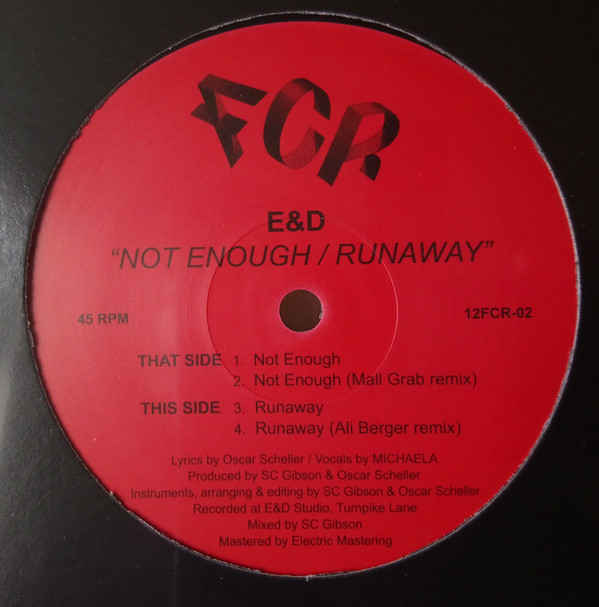 FCR
E&D
“NOT ENOUGH / RUNAWAY”
45 RPM
12FCR-02
THAT SIDE 1. Not Enough
2. Not Enough (Mall Grab remix)
THIS SIDE 3. Runaway
4. Runaway (Ali Berger remix)
Lyrics by Oscar Scheller / Vocals by MICHAELA
Produced by SC Gibson & Oscar Scheller
Instruments, arranging & editing by SC Gibson & Oscar Scheller
Recorded at E&D Studio, Turnpike Lane
Mixed by SC Gibson
Mastered by Electric Mastering